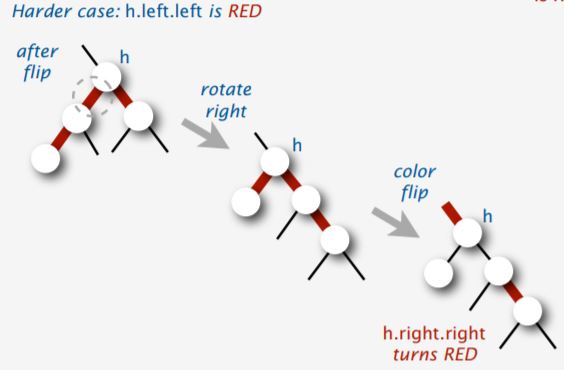 Harder case: h.left.left is RED
after
flip
h
rotate
right
h
color
flip
h
h.right.right
turns RED